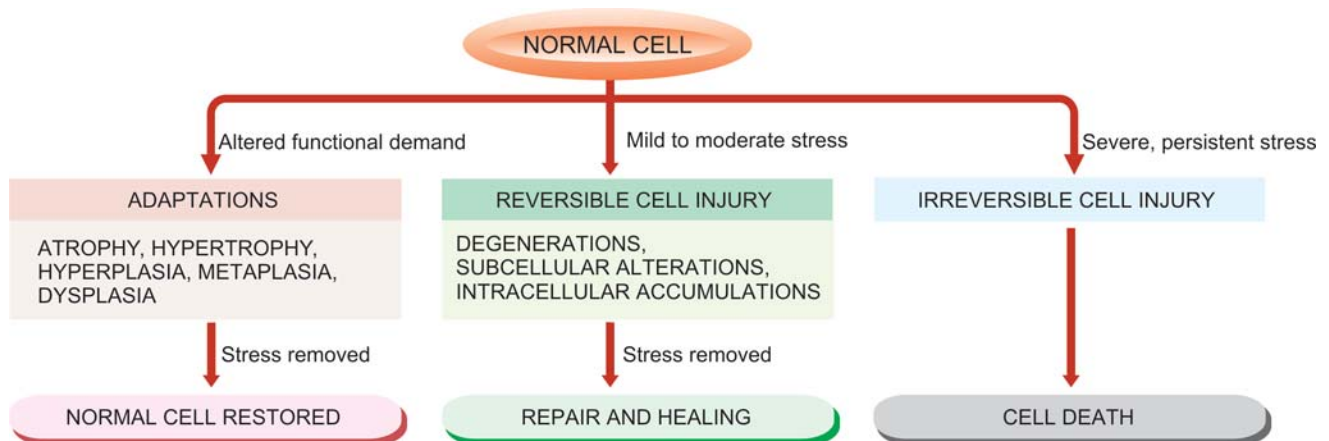 NORMAL CELL
Altered functional demand
Mild to moderate stress
Severe, persistent stress
ADAPTATIONS
ATROPHY, HYPERTROPHY,
HYPERPLASIA, METAPLASIA,
DYSPLASIA
REVERSIBLE CELL INJURY
DEGENERATIONS,
SUBCELLULAR ALTERATIONS,
INTRACELLULAR ACCUMULATIONS
IRREVERSIBLE CELL INJURY
Stress removed
Stress removed
NORMAL CELL RESTORED
REPAIR AND HEALING
CELL DEATH